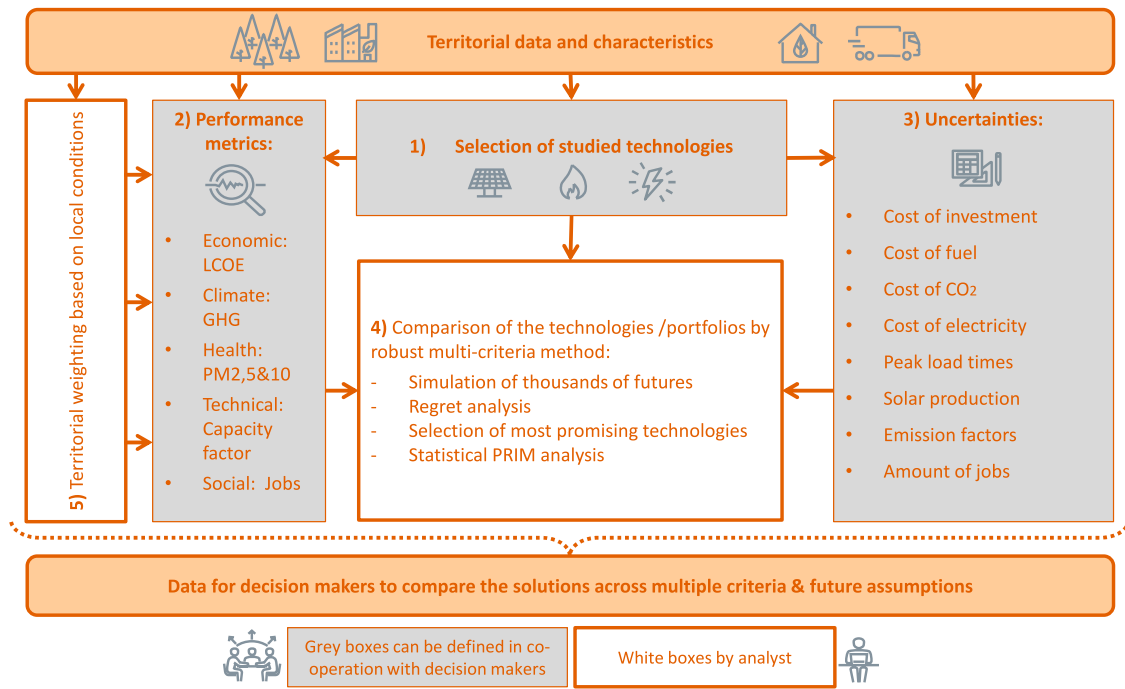 Territorial data and characteristics
5) Territorial weighting based on local conditions
2) Performance
metrics:
• Economic:
LCOE
• Climate:
GHG
• Health:
PM2,5&10
• Technical:
Capacity
factor
• Social: Jobs
1) Selection of studied technologies
4) Comparison of the technologies /portfolios by
robust multi-criteria method:
- Simulation of thousands of futures
- Regret analysis
- Selection of most promising technologies
- Statistical PRIM analysis
3) Uncertainties:
• Cost of investment
• Cost of fuel
• Cost of CO2
• Cost of electricity
• Peak load times
• Solar production
• Emission factors
• Amount of jobs
Data for decision makers to compare the solutions across multiple criteria & future assumptions
Grey boxes can be defined in co-
operation with decision makers
White boxes by analyst